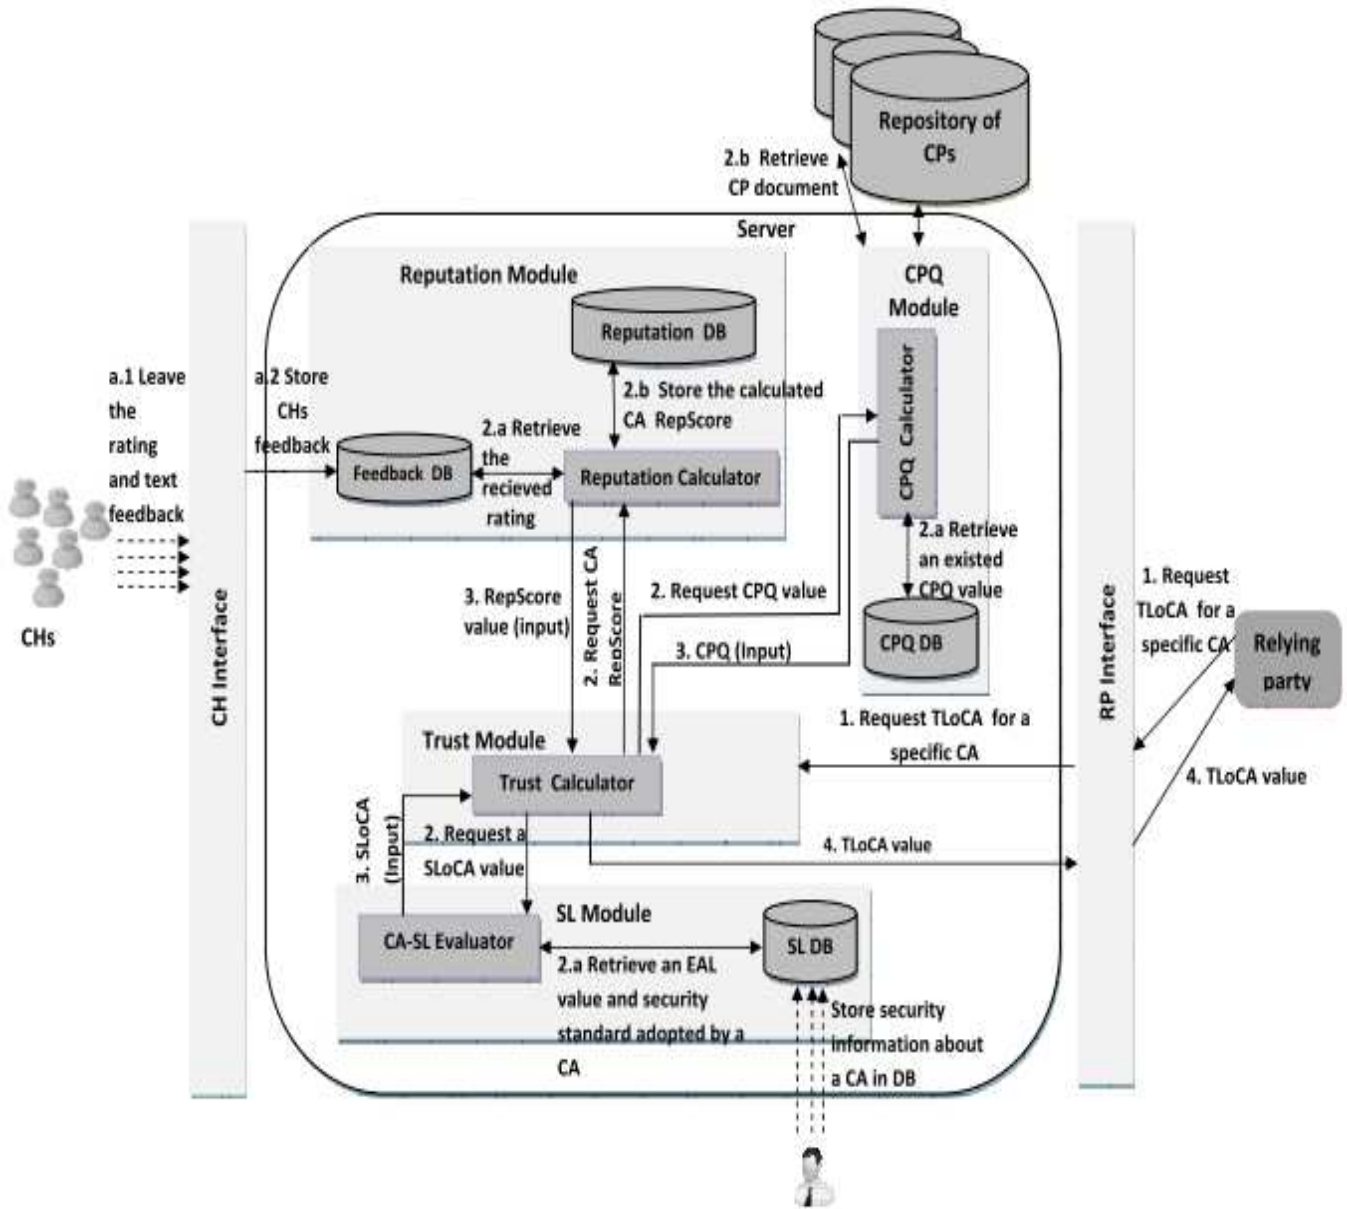 Repository of
CPs
2.b Retrieve
CP document
Server
Reputation Module
CPQ
Module
Reputation DB
CPQ Calculator
a.1 Leave
the
rating
and text
feedback
a.2 Store
CHs
feedback
2.b Store the calculated
CA RepScore
2.a Retrieve
the
recieved
rating
Feedback DB
Reputation Calculator
2.a Retrieve
an existed
CPQ value
CPQ DB
CHs
CH Interface
3. RepScore
value (input)
2. Request CA
RepScore
2. Request CPQ value
3. CPQ (Input)
RP Interface
1. Request
TLoCA for a
specific CA
Relying
party
1. Request TLoCA for a
specific CA
4. TLoCA value
Trust Module
Trust Calculator
3. SLoCA
(Input)
2. Request a
SLoCA value
4. TLoCA value
SL Module
CA-SL Evaluator
SL DB
2.a Retrieve an EAL
value and security
standard adopted by a
CA
Store security
information about
a CA in DB